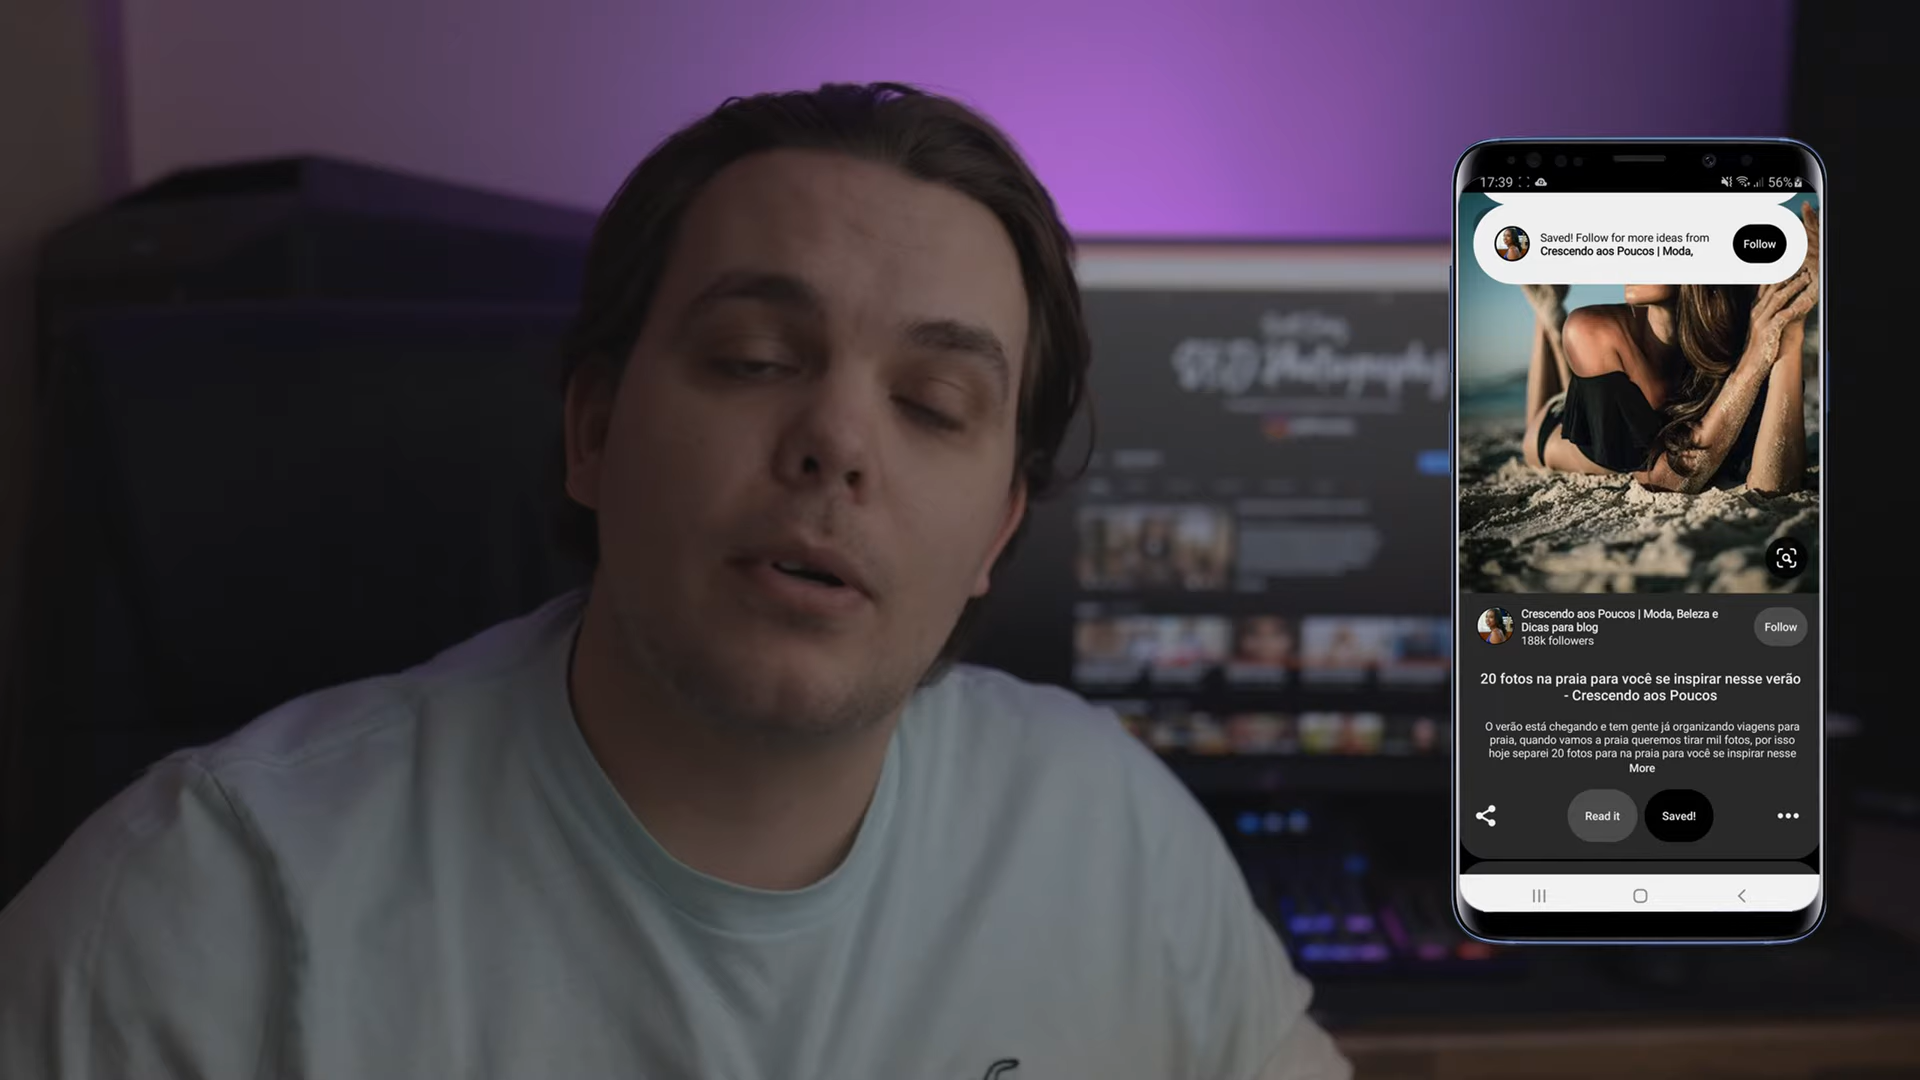 17:39
56%
Saved! Follow for more ideas from
Crescendo aos Poucos | Moda,
Follow
Crescendo aos Poucos | Moda, Beleza e
Dicas para blog
188k followers
Follow
20 fotos na praia para você se inspirar nesse verão
- Crescendo aos Poucos
O verão está chegando e tem gente já organizando viagens para
praia, quando vamos a praia queremos tirar mil fotos, por isso
hoje separei 20 fotos para na praia para você se inspirar nesse
More
Read it
Saved!